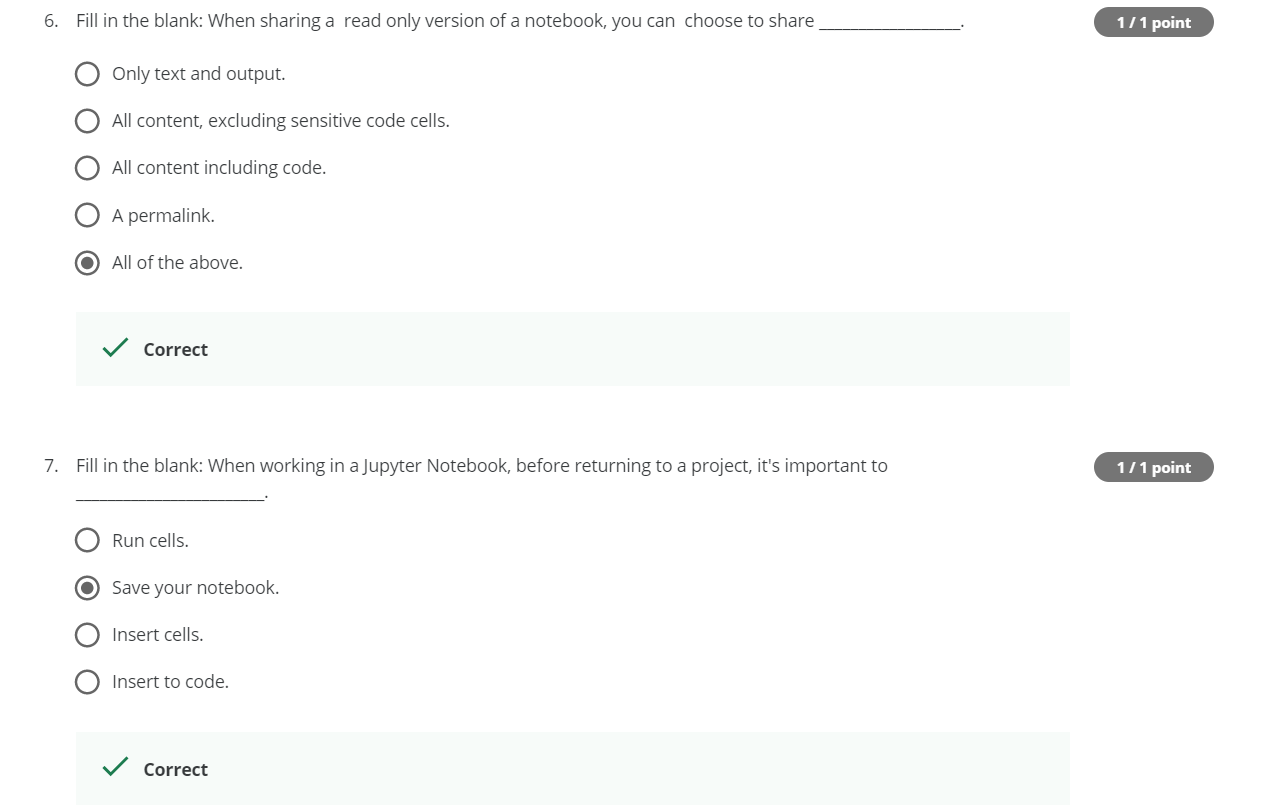 6. Fill in the blank: When sharing a  read only version of a notebook, you can  choose to share __________________.
1 / 1 point
Only text and output.
All content, excluding sensitive code cells.
All content including code.
A permalink.
All of the above.
Correct
7. Fill in the blank: When working in a Jupyter Notebook, before returning to a project, it's important to
1 / 1 point
________________________.
Run cells.
Save your notebook.
Insert cells.
Insert to code.
Correct